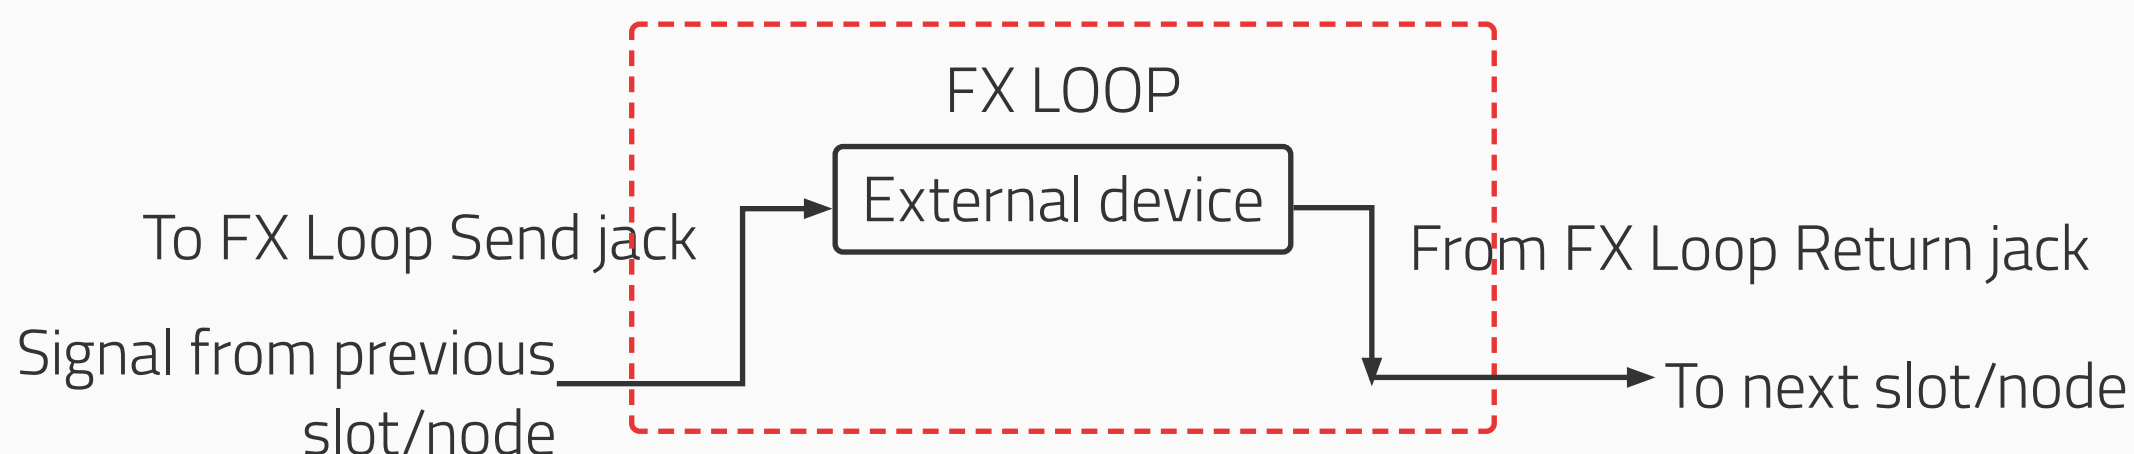 FX LOOP
External device
To FX Loop Send jack
From FX Loop Return jack
Signal from previous
slot/node
To next slot/node